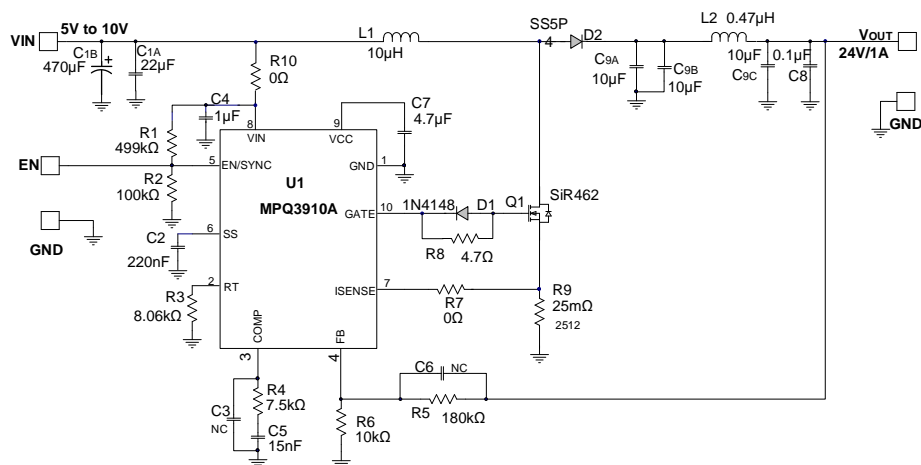 L1
10µH
SS5P
4
D2
L2 0.47µH
VIN
5V to 10V
C1B
470µF
+
C1A
22µF
R10
0Ω
C9A
10µF
C9B
10µF
10µF
C9C
0.1µF
C8
VOUT
24V/1A
GND
C4
1µF
C7
4.7µF
8
VIN
9
VCC
R1
499kΩ
GND
1
EN
5
EN/SYNC
R2
100kΩ
U1
MPQ3910A
GATE
10
1N4148
D1
Q1
SiR462
R8
4.7Ω
GND
C2
220nF
6
SS
2
RT
R3
8.06kΩ
ISENSE
7
R7
0Ω
R9
25mΩ
2512
COMP
FB
3
4
C6
NC
R5
180kΩ
C3
NC
R4
7.5kΩ
C5
15nF
R6
10kΩ